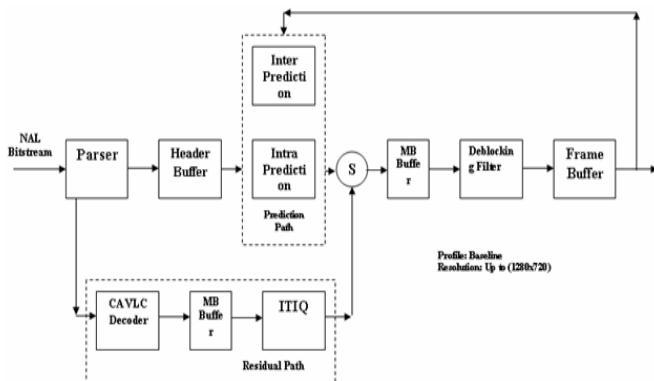 Inter
Predicti
on
NAL
Bitstream
Parser
Header
Buffer
Intra
Predicti
on
S
MB
Buffe
r
Deblockin
g Filter
Frame
Buffer
Prediction
Path
Profile: Baseline
Resolution: Up to (1280x720)
CAVLC
Decoder
MB
Buffe
r
ITIQ
Residual Path